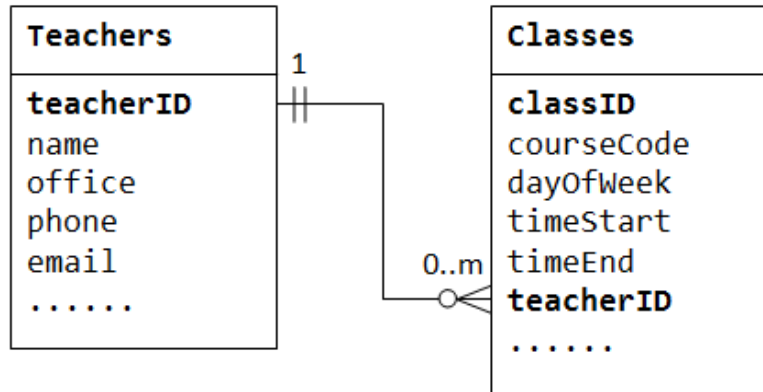 Teachers
teacherID
name
office
phone
email
......
1
0..m
Classes
classID
courseCode
dayOfWeek
timeStart
timeEnd
teacherID
......